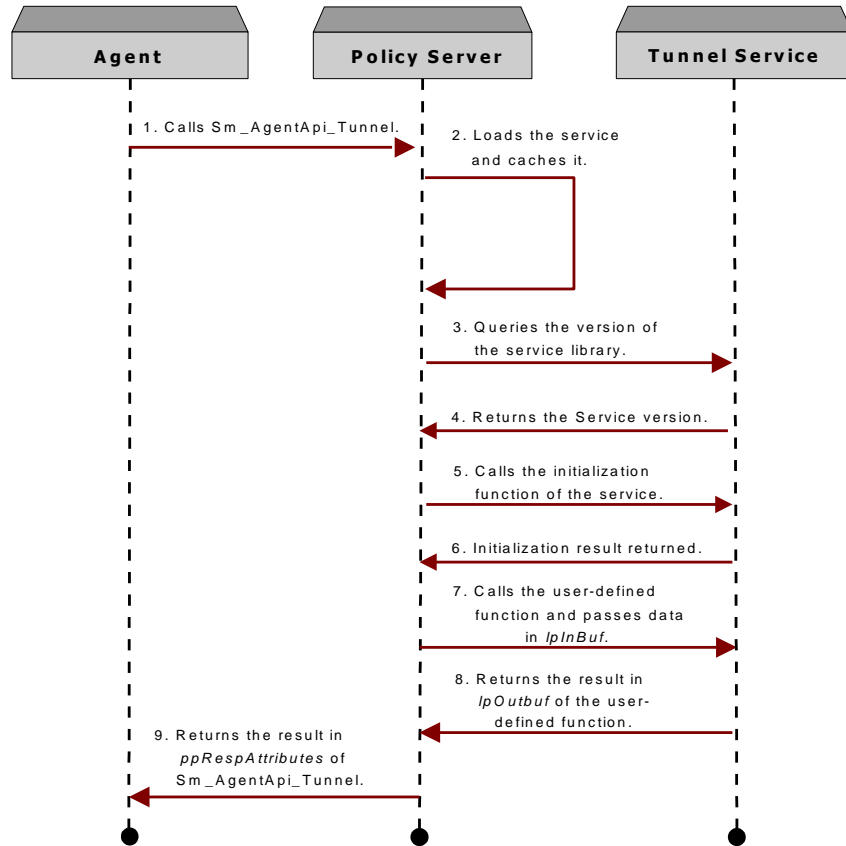 Agent
Policy Server
Tunnel Service
1. Calls Sm_AgentApi_Tunnel.
2. Loads the service
and caches it.
3. Queries the version of
the service library.
4. Returns the Service version.
5. Calls the initialization
function of the service.
6. Initialization result returned.
7. Calls the user-defined
function and passes data
in lpInBuf.
8. Returns the result in
lpOutbuf of the user-
defined function.
9. Returns the result in
ppRespAttributes of
Sm_AgentApi_Tunnel.